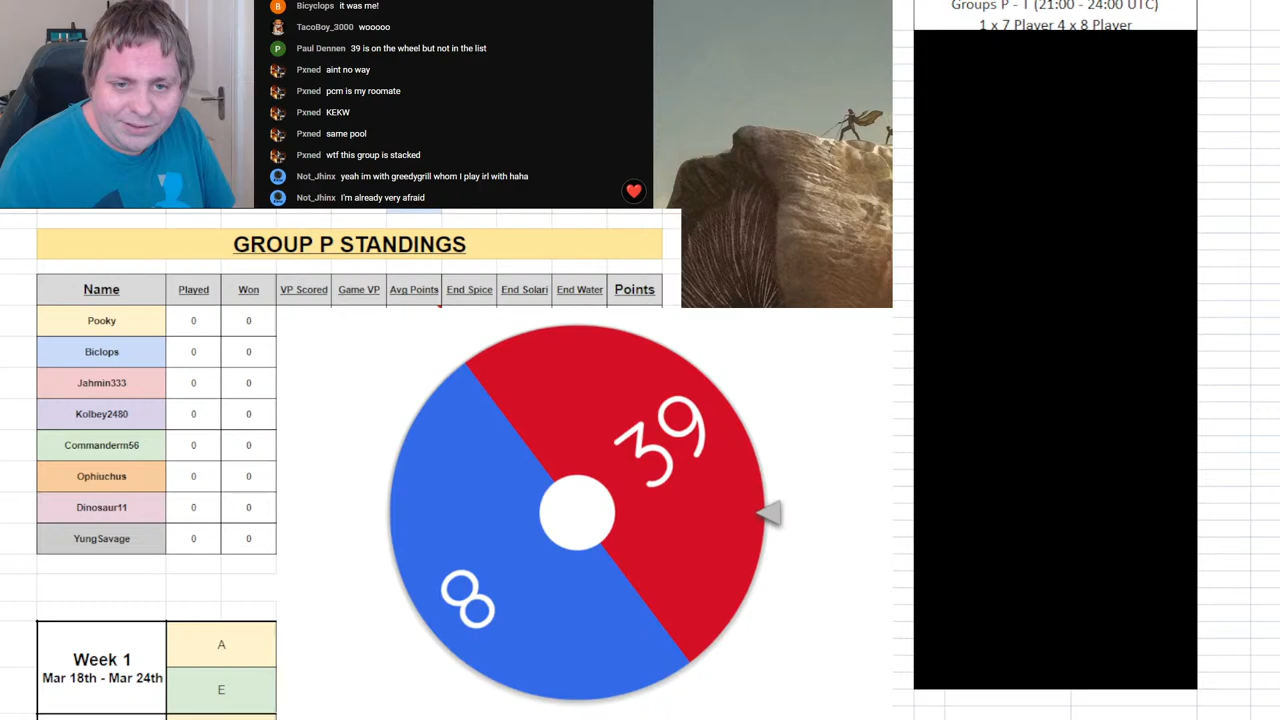 Bicyclops it was me!
TacoBoy_3000 wooooo
P
Paul Dennen 39 is on the wheel but not in the list
Pxned aint no way
Pxned pcm is my roomate
Pxned KEKW
Pxned same pool
Pxned wtf this group is stacked
Not_Jhinx yeah im with greedygrill whom I play irl with haha
Not_Jhinx I'm already very afraid
Groups P - T (21:00 - 24:00 UTC)
1 x 7 Player 4 x 8 Player
GROUP P STANDINGS
Name Played Won VP Scored Game VP Avg Points End Spice End Solari End Water Points
Pooky 0 0
Biclops 0 0
Jahmin333 0 0
Kolbey2480 0 0
Commanderm56 0 0
Ophiuchus 0 0
Dinosaur11 0 0
YungSavage 0 0
39
8
Week 1
Mar 18th - Mar 24th
A
E